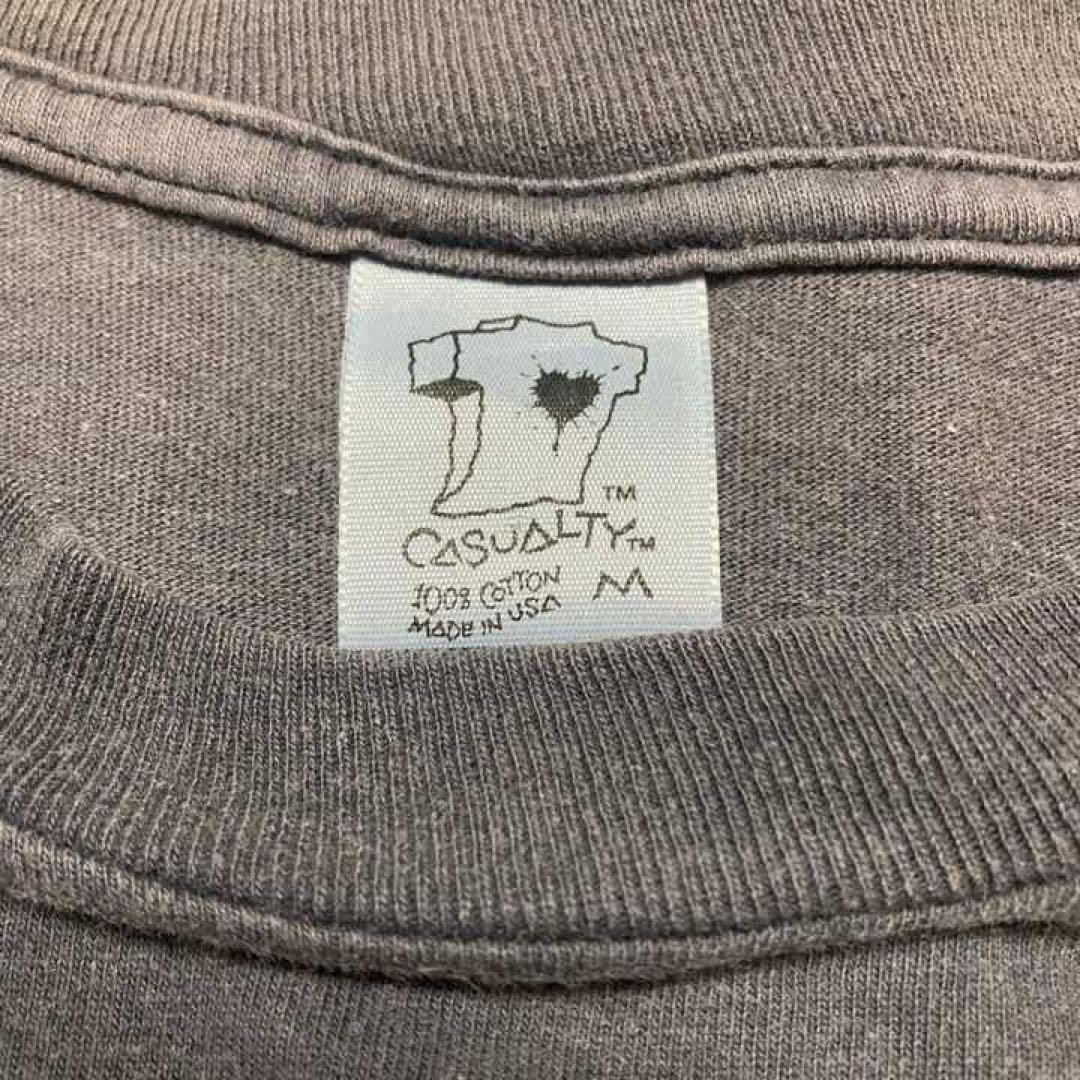 TM
CASUALTY TM
100% COTTON M
MADE IN USA